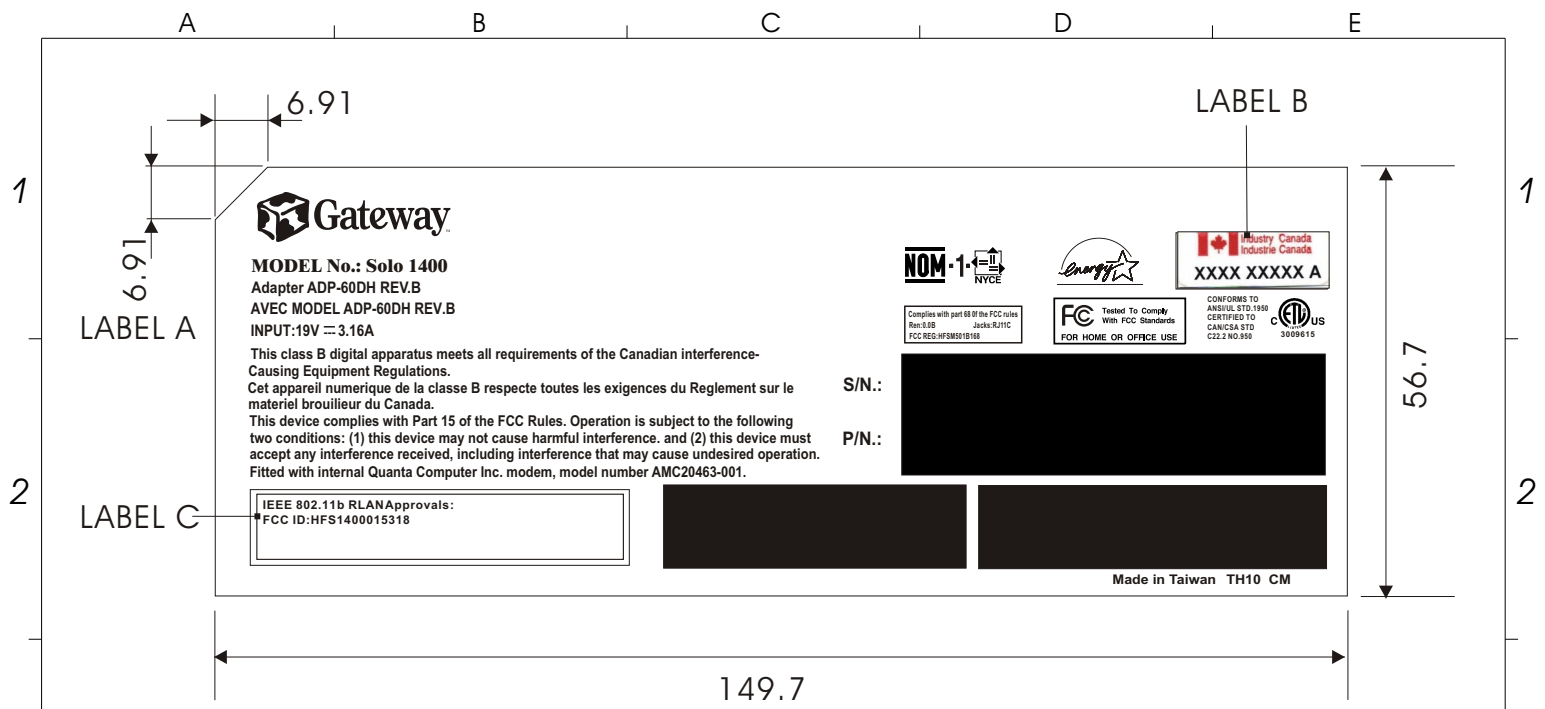 A B C D E
6.91
LABEL B
1
1
6.91
LABEL A
Gateway
MODEL No.: Solo 1400
Adapter ADP-60DH REV.B
AVEC MODEL ADP-60DH REV.B
INPUT:19V ⎓ 3.16A
This class B digital apparatus meets all requirements of the Canadian interference-
Causing Equipment Regulations.
Cet appareil numerique de la classe B respecte toutes les exigences du Reglement sur le
materiel brouilieur du Canada.
This device complies with Part 15 of the FCC Rules. Operation is subject to the following
two conditions: (1) this device may not cause harmful interference. and (2) this device must
accept any interference received, including interference that may cause undesired operation.
Fitted with internal Quanta Computer Inc. modem, model number AMC20463-001.
NOM-1-
NYCE
energy
Industry Canada
Industrie Canada
XXXX XXXXX A
Complies with part 68 0f the FCC rules
Ren:0.0B Jacks:RJ11C
FCC REG:HFSM501B168
FC
Tested To Comply
With FCC Standards
FOR HOME OR OFFICE USE
CONFORMS TO
ANSI/UL STD.1950
CERTIFIED TO
CAN/CSA STD
C22.2 NO.950
C ETL US
3009615
S/N.:
P/N.:
56.7
2
2
LABEL C
IEEE 802.11b RLANApprovals:
FCC ID:HFS1400015318
Made in Taiwan TH10 CM
149.7